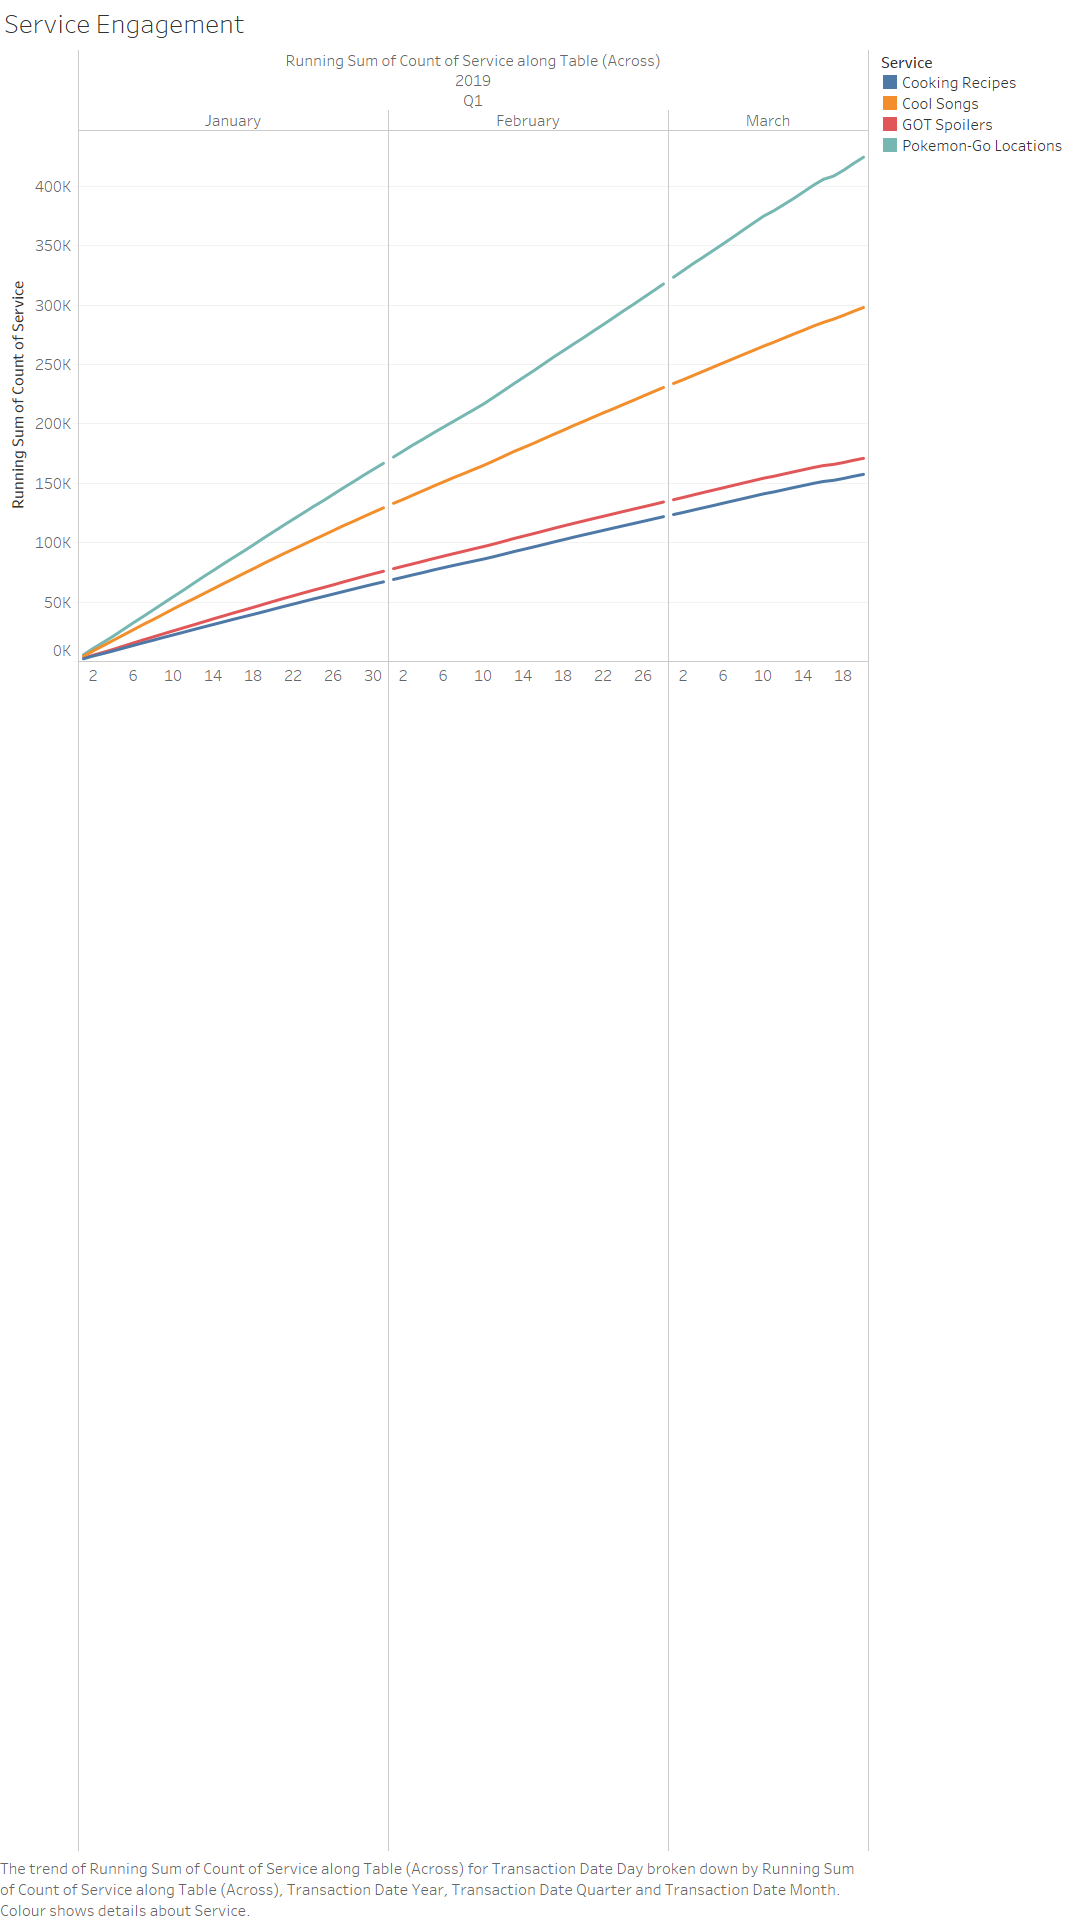 Service Engagement
Running Sum of Count of Service along Table (Across)
2019
Q1
January February March
Service
Cooking Recipes
Cool Songs
GOT Spoilers
Pokemon-Go Locations
Running Sum of Count of Service
400K
350K
300K
250K
200K
150K
100K
50K
0K
2 6 10 14 18 22 26 30 2 6 10 14 18 22 26 2 6 10 14 18
The trend of Running Sum of Count of Service along Table (Across) for Transaction Date Day broken down by Running Sum
of Count of Service along Table (Across), Transaction Date Year, Transaction Date Quarter and Transaction Date Month.
Colour shows details about Service.